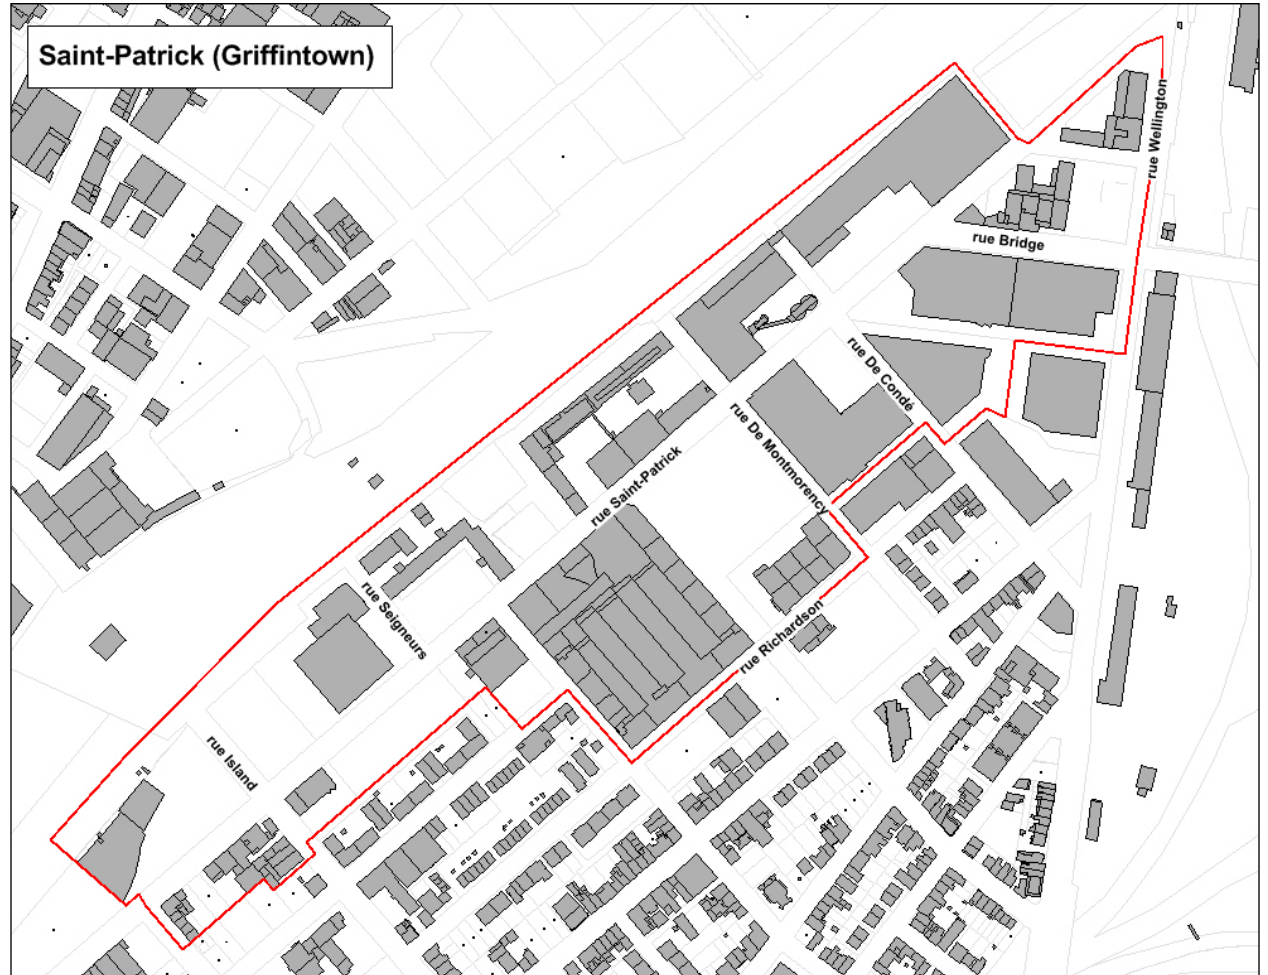 Saint-Patrick (Griffintown)
rue Wellington
rue Bridge
rue De Condé
rue De Montmorency
rue Saint-Patrick
rue Seigneurs
rue Richardson
rue Island